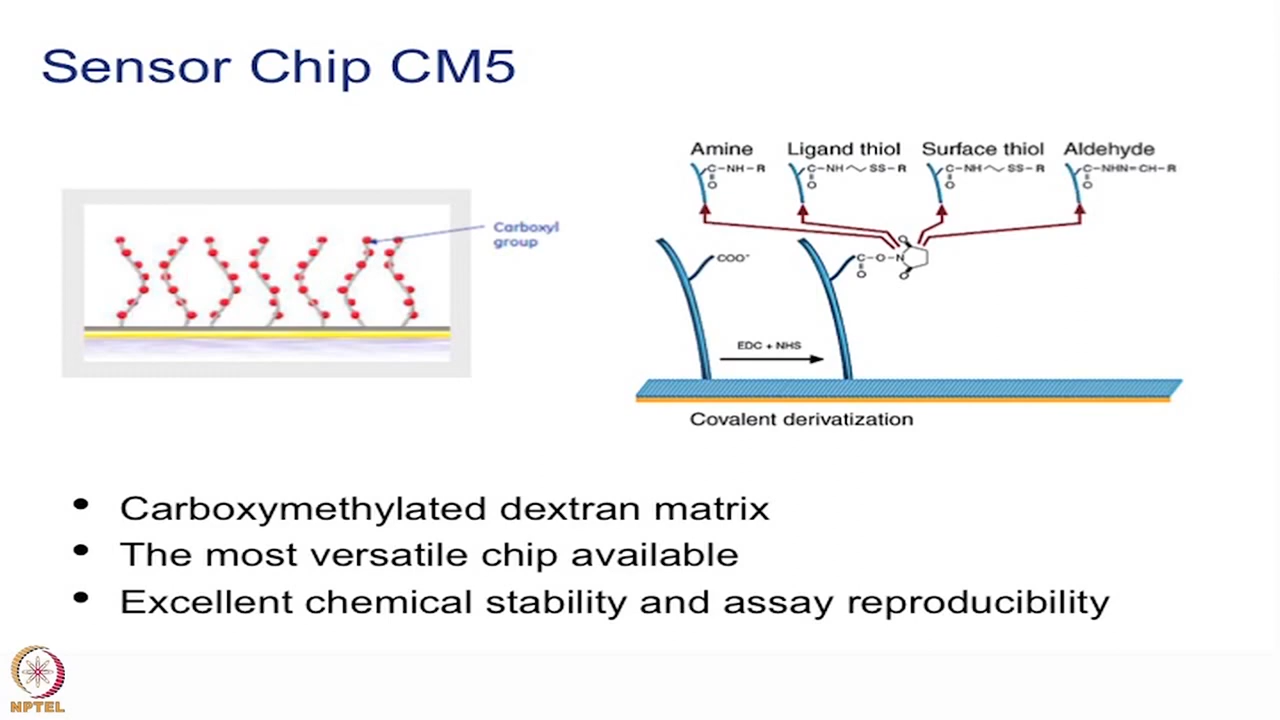 Sensor Chip CM5
Carboxyl
group
Amine Ligand thiol Surface thiol Aldehyde
C-NH-R
O
C-NH SS-R
O
C-NH SS-R
O
C-NHN=CH-R
O
COO⁻
C-O-N
O
O
O
EDC + NHS
Covalent derivatization
• Carboxymethylated dextran matrix
• The most versatile chip available
• Excellent chemical stability and assay reproducibility
NPTEL